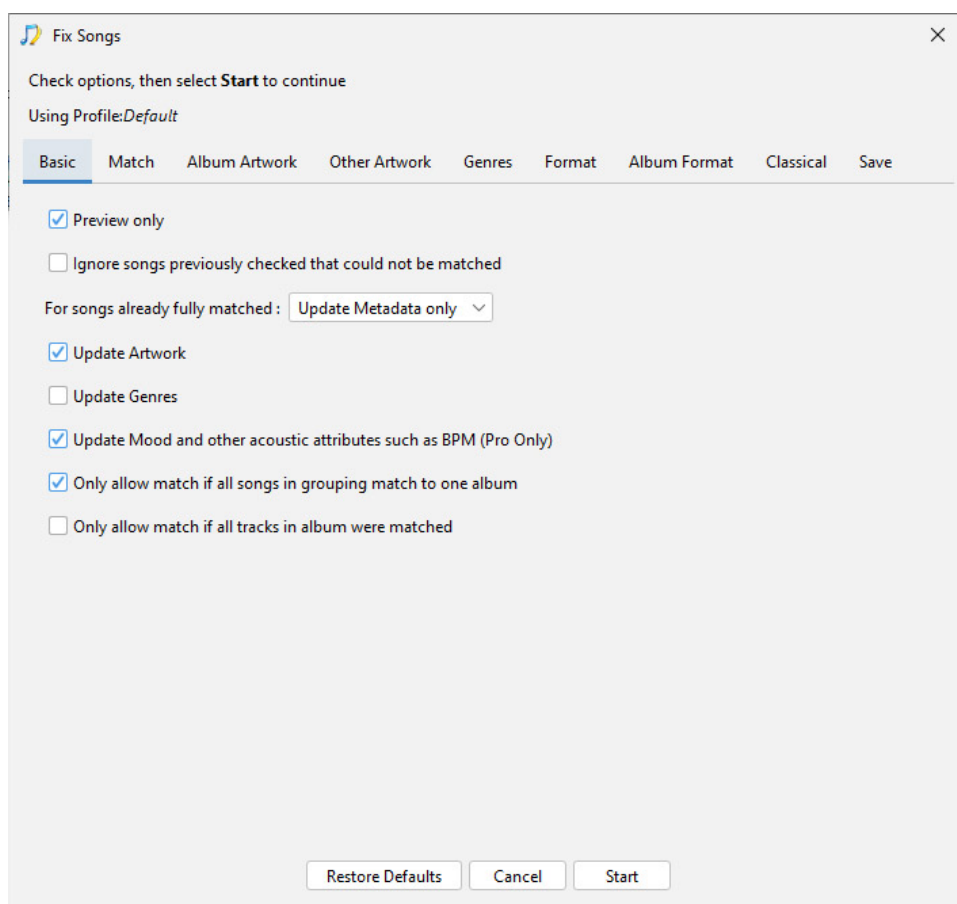 Fix Songs
Check options, then select Start to continue
Using Profile:Default
Basic Match Album Artwork Other Artwork Genres Format Album Format Classical Save
Preview only
Ignore songs previously checked that could not be matched
For songs already fully matched : Update Metadata only
Update Artwork
Update Genres
Update Mood and other acoustic attributes such as BPM (Pro Only)
Only allow match if all songs in grouping match to one album
Only allow match if all tracks in album were matched
Restore Defaults Cancel Start